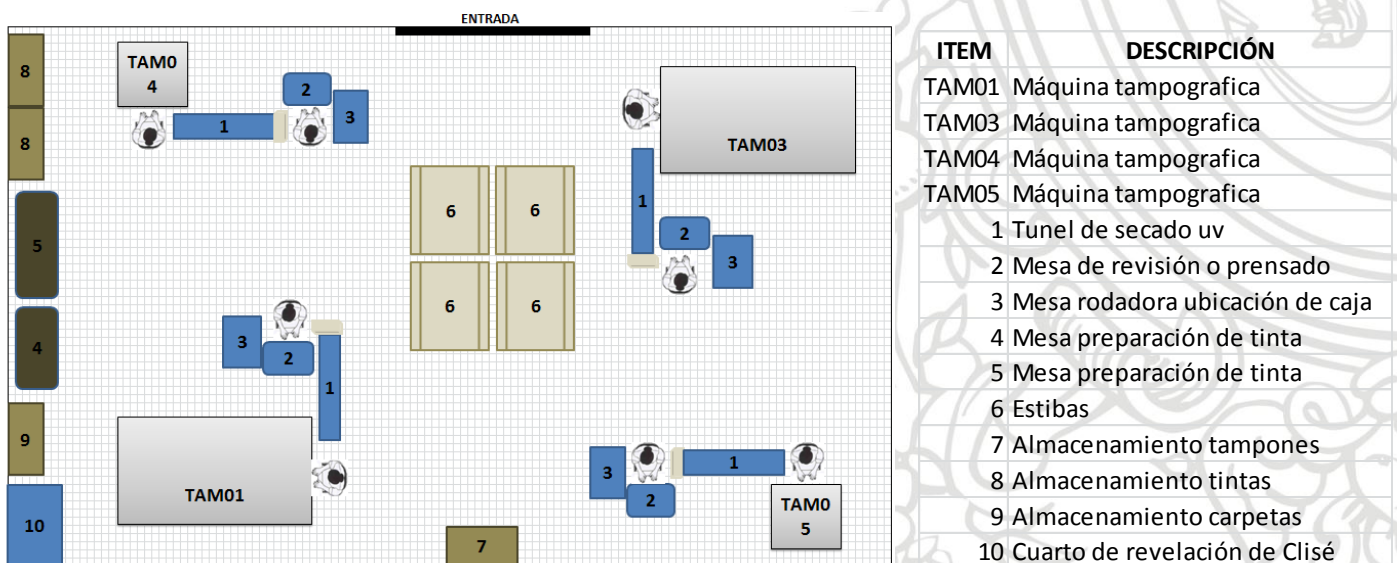 ENTRADA
8
TAM0
4
2
3
1
8
TAM03
6
6
1
2
3
5
6
6
3
2
4
1
9
TAM01
3
1
2
TAM0
5
10
7
ITEM DESCRIPCIÓN
TAM01 Máquina tampografica
TAM03 Máquina tampografica
TAM04 Máquina tampografica
TAM05 Máquina tampografica
1 Tunel de secado uv
2 Mesa de revisión o prensado
3 Mesa rodadora ubicación de caja
4 Mesa preparación de tinta
5 Mesa preparación de tinta
6 Estibas
7 Almacenamiento tampones
8 Almacenamiento tintas
9 Almacenamiento carpetas
10 Cuarto de revelación de Clisé